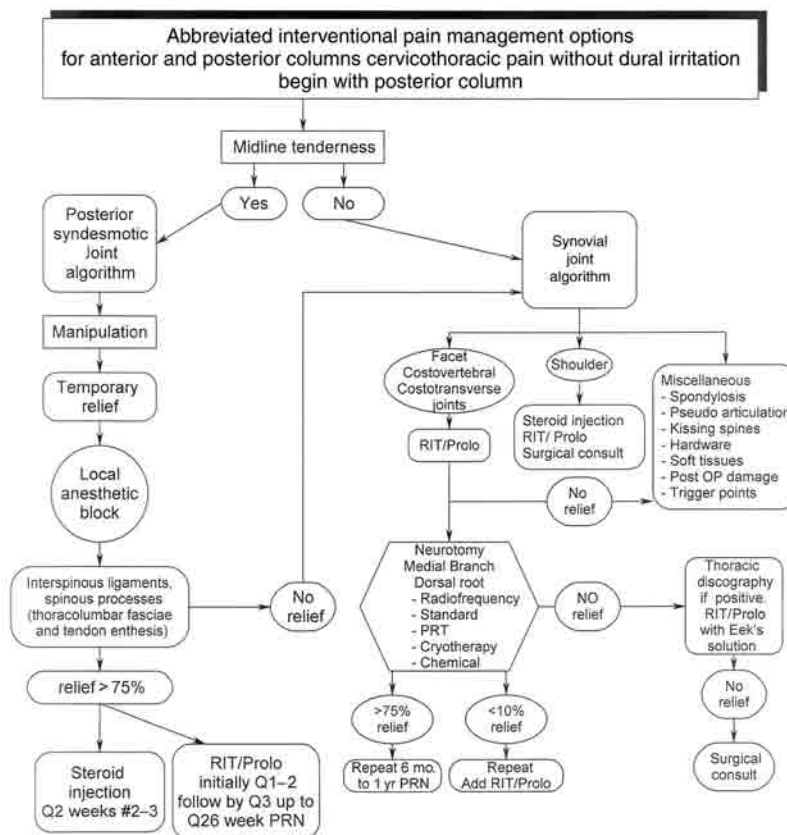 Abbreviated interventional pain management options
for anterior and posterior columns cervicothoracic pain without dural irritation
begin with posterior column
Midline tenderness
Yes
No
Posterior
syndesmotic
Joint
algorithm
Synovial
joint
algorithm
Manipulation
Temporary
relief
Local
anesthetic
block
Interspinous ligaments,
spinous processes
(thoracolumbar fasciae
and tendon enthesis)
No
relief
relief > 75%
Steroid
injection
Q2 weeks #2–3
RIT/Prolo
initially Q1–2
follow by Q3 up to
Q26 week PRN
Facet
Costovertebral
Costotransverse
joints
RIT/Prolo
Shoulder
Steroid injection
RIT/ Prolo
Surgical consult
Miscellaneous
- Spondylosis
- Pseudo articulation
- Kissing spines
- Hardware
- Soft tissues
- Post OP damage
- Trigger points
No
relief
Neurotomy
Medial Branch
Dorsal root
- Radiofrequency
- Standard
- PRT
- Cryotherapy
- Chemical
NO
relief
Thoracic
discography
if positive.
RIT/Prolo
with Eek's
solution
No
relief
Surgical
consult
>75%
relief
<10%
relief
Repeat 6 mo.
to 1 yr PRN
Repeat
Add RIT/Prolo